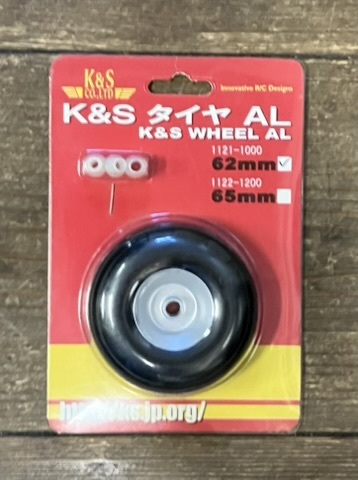 K&S
CO.,LTD
Innovative R/C Designs
K&S タイヤ AL
K&S WHEEL AL
1121-1000
62mm
1122-1200
65mm